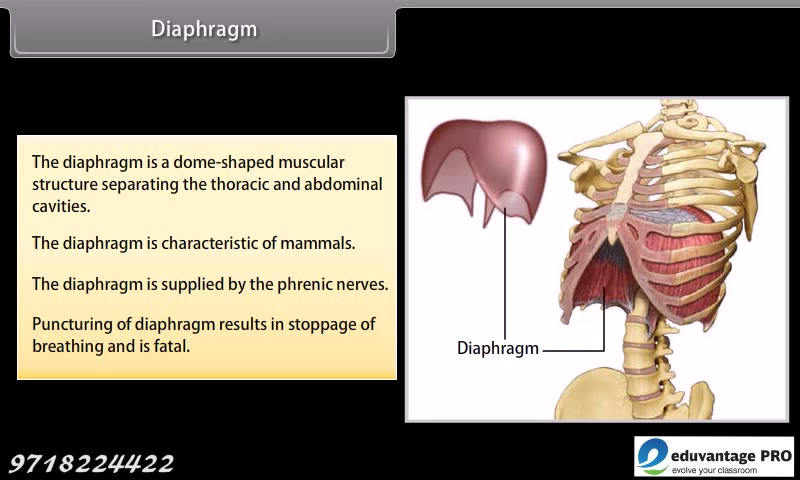 Diaphragm
The diaphragm is a dome-shaped muscular
structure separating the thoracic and abdominal
cavities.
The diaphragm is characteristic of mammals.
The diaphragm is supplied by the phrenic nerves.
Puncturing of diaphragm results in stoppage of
breathing and is fatal.
Diaphragm
9718224422
eduvantage PRO
evolve your classroom